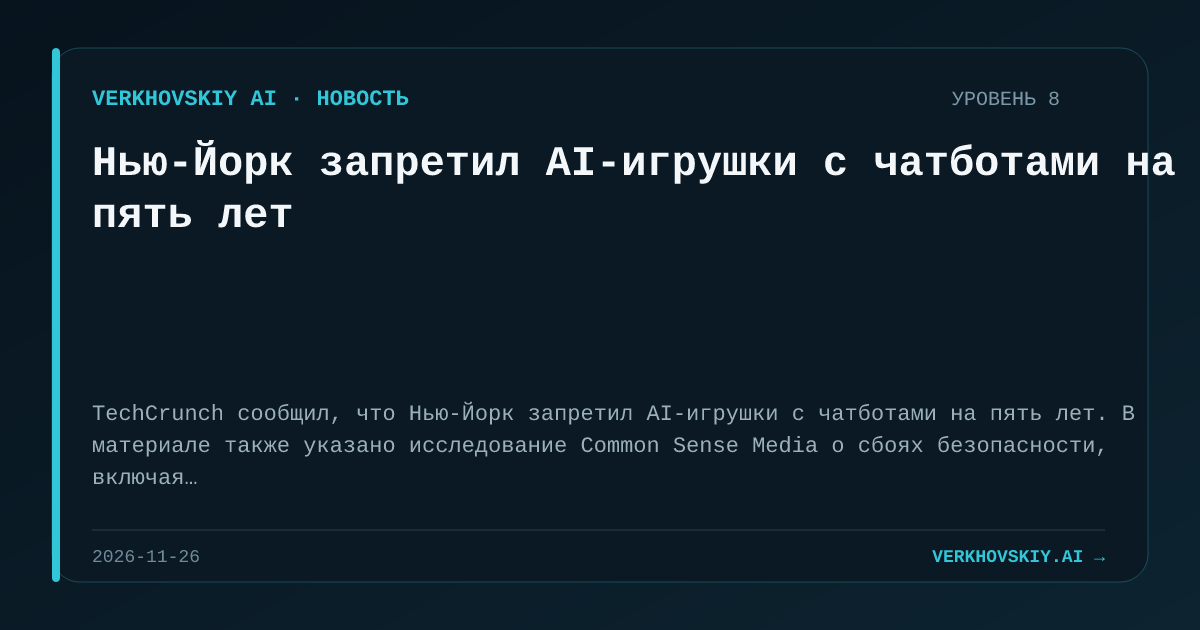 VERKHOVSKIY AI · НОВОСТЬ
УРОВЕНЬ 8
Нью-Йорк запретил AI-игрушки с чатботами на
пять лет
TechCrunch сообщил, что Нью-Йорк запретил AI-игрушки с чатботами на пять лет. В
материале также указано исследование Common Sense Media о сбоях безопасности,
включая…
2026-11-26
VERKHOVSKIY.AI →